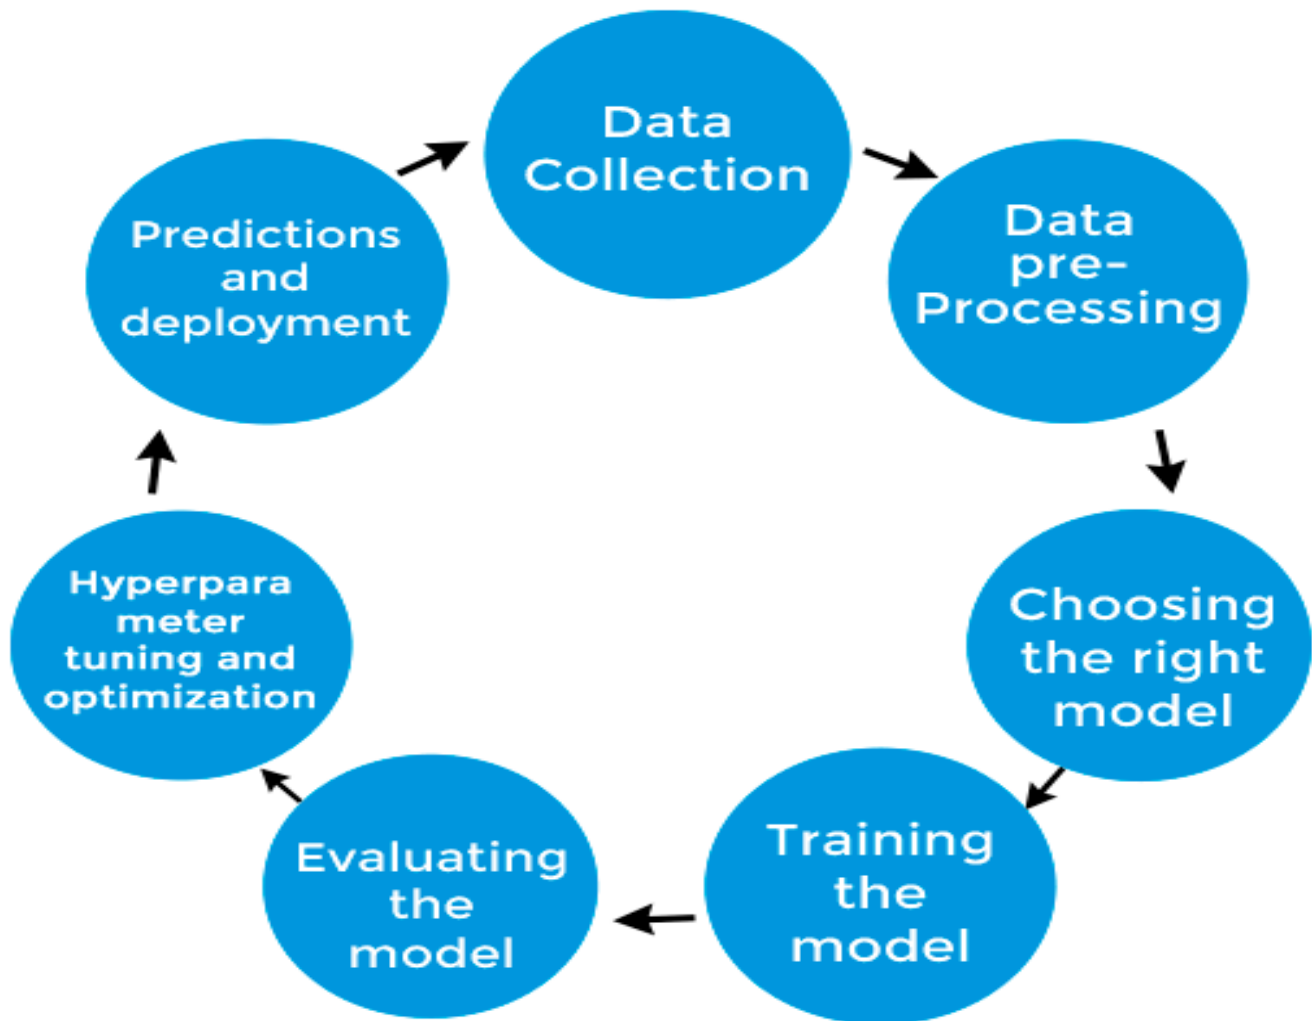 Data
Collection
Data
pre-
Processing
Choosing
the right
model
Training
the
model
Evaluating
the
model
Hyperpara
meter
tuning and
optimization
Predictions
and
deployment